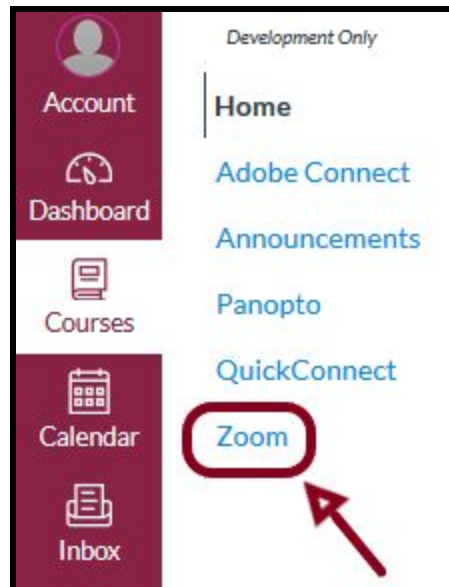 Account
Dashboard
Courses
Calendar
Inbox
Development Only
Home
Adobe Connect
Announcements
Panopto
QuickConnect
Zoom